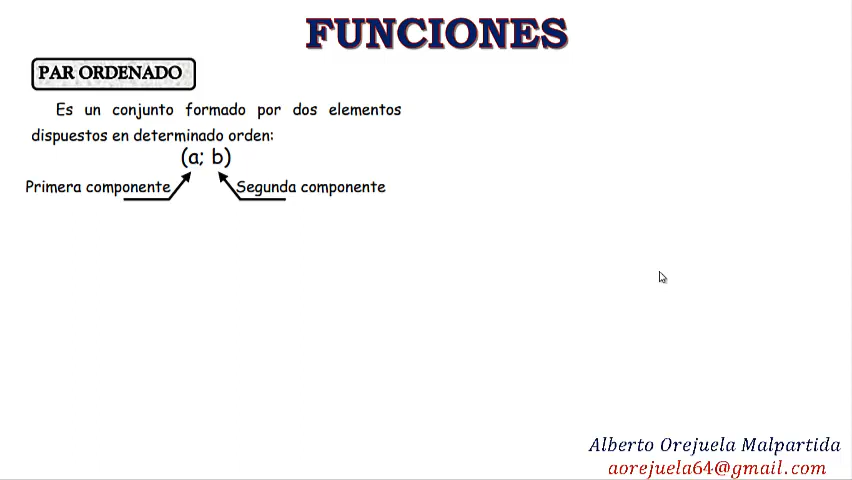 FUNCIONES
PAR ORDENADO
Es un conjunto formado por dos elementos
dispuestos en determinado orden:
(a; b)
Primera componente Segunda componente
Alberto Orejuela Malpartida
aorejuela64@gmail.com